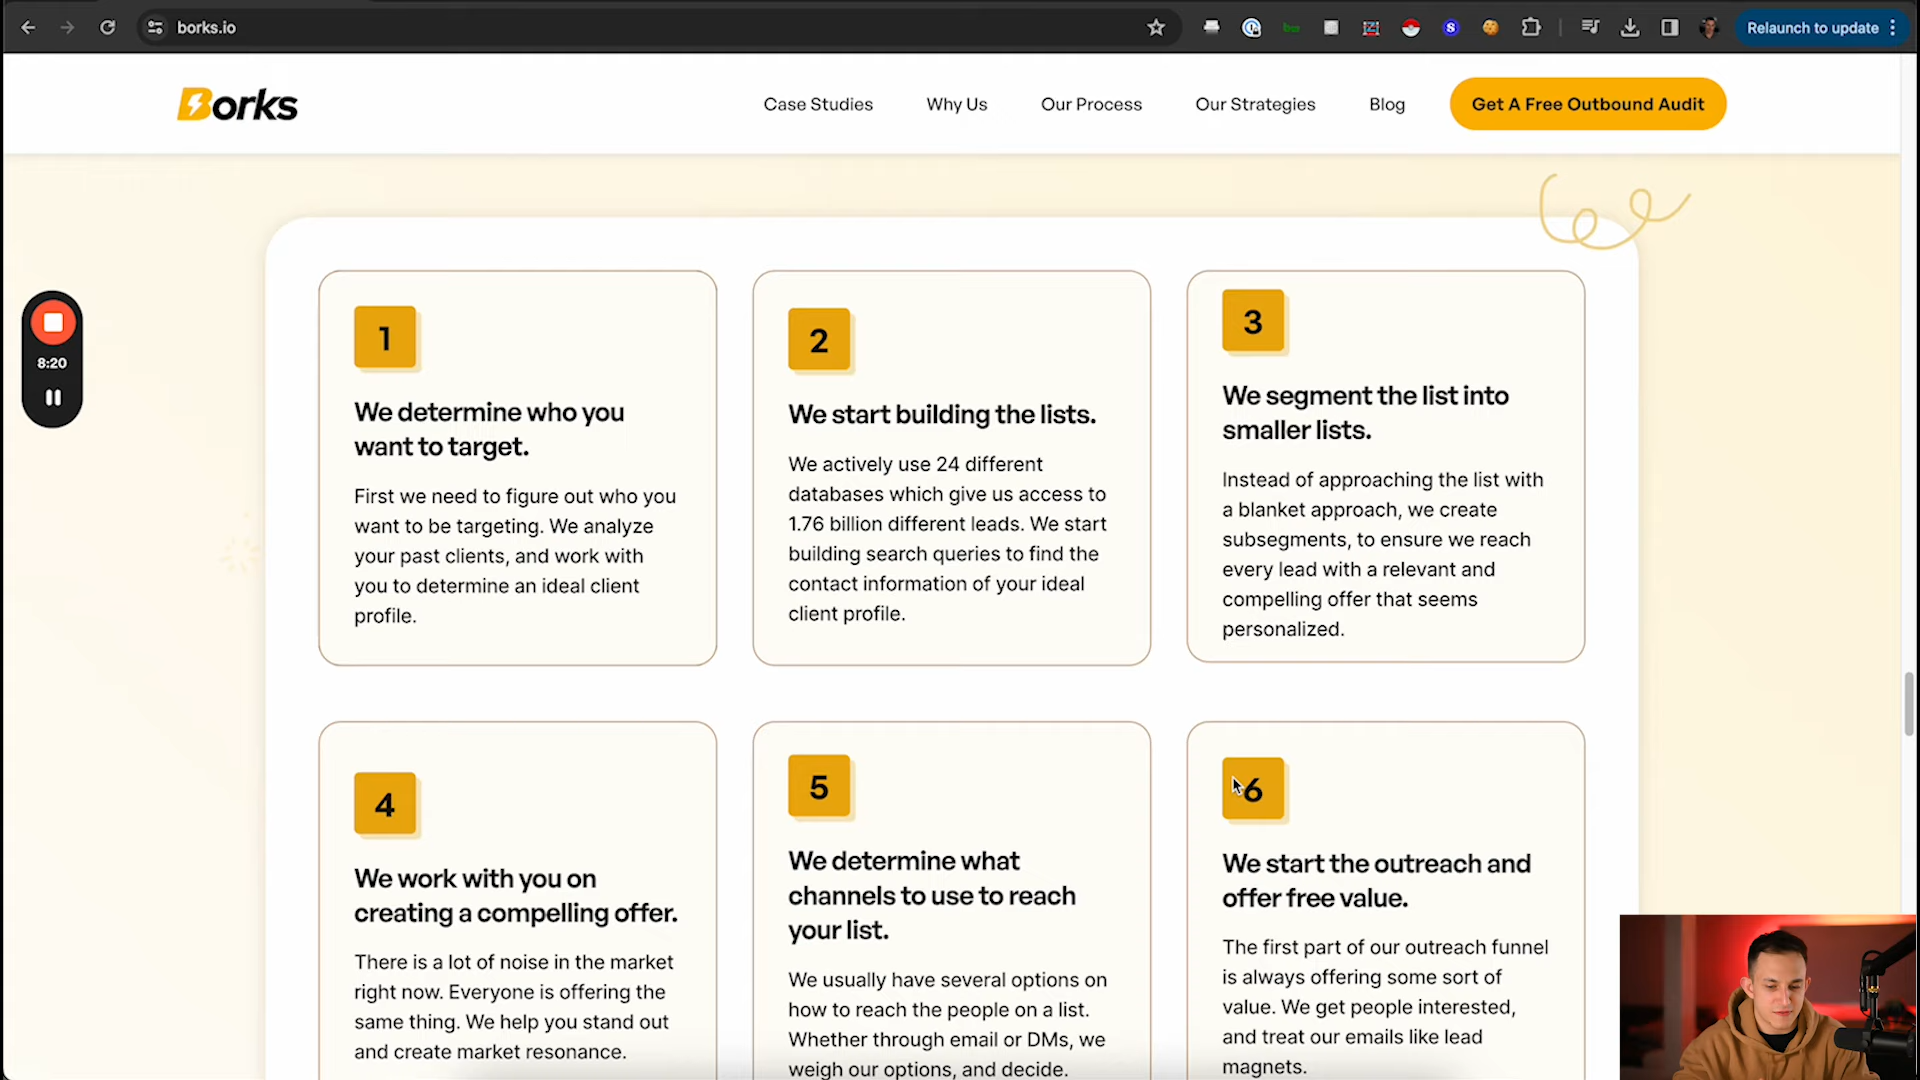 borks.io
Relaunch to update
Borks
Case Studies
Why Us
Our Process
Our Strategies
Blog
Get A Free Outbound Audit
8:20
1
We determine who you
want to target.
First we need to figure out who you
want to be targeting. We analyze
your past clients, and work with
you to determine an ideal client
profile.
2
We start building the lists.
We actively use 24 different
databases which give us access to
1.76 billion different leads. We start
building search queries to find the
contact information of your ideal
client profile.
3
We segment the list into
smaller lists.
Instead of approaching the list with
a blanket approach, we create
subsegments, to ensure we reach
every lead with a relevant and
compelling offer that seems
personalized.
4
We work with you on
creating a compelling offer.
There is a lot of noise in the market
right now. Everyone is offering the
same thing. We help you stand out
and create market resonance.
5
We determine what
channels to use to reach
your list.
We usually have several options on
how to reach the people on a list.
Whether through email or DMs, we
weigh our options, and decide.
6
We start the outreach and
offer free value.
The first part of our outreach funnel
is always offering some sort of
value. We get people interested,
and treat our emails like lead
magnets.